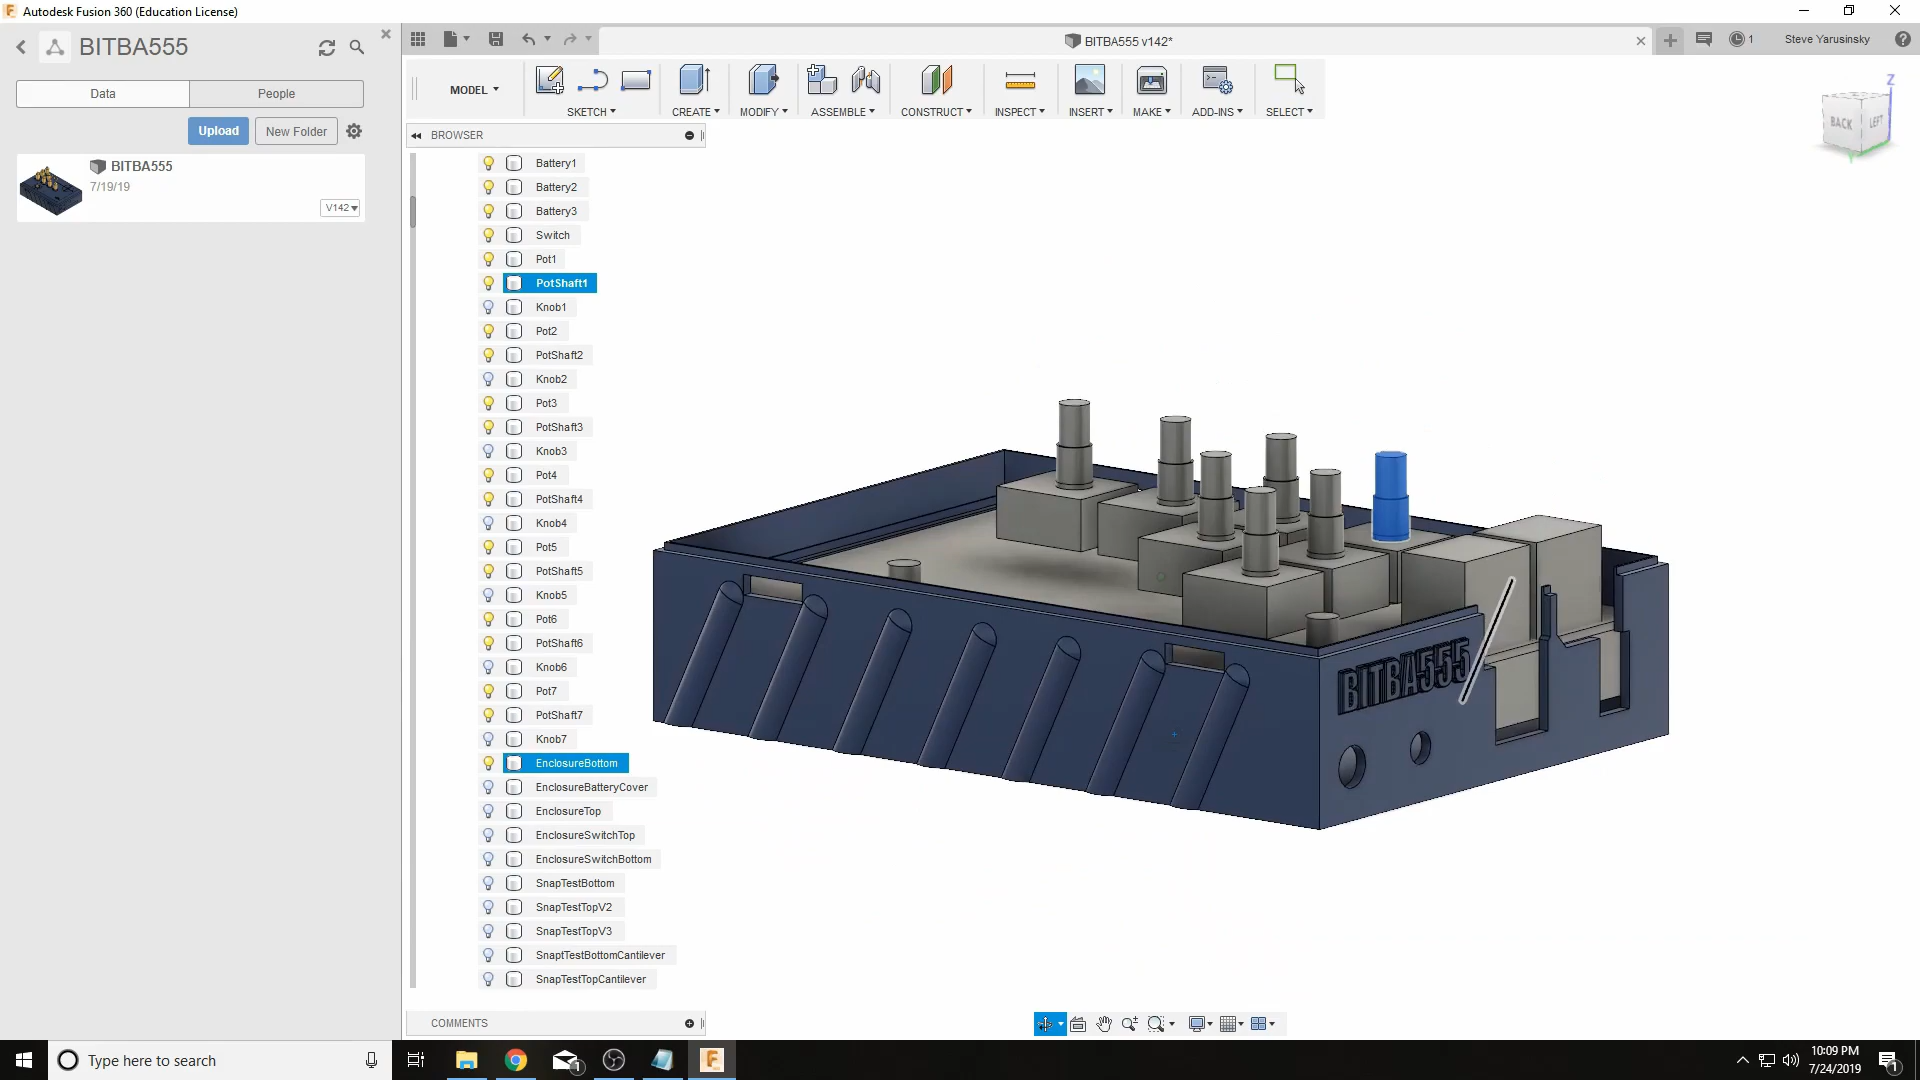 Autodesk Fusion 360 (Education License)
BITBA555
Data
People
Upload
New Folder
BITBA555
7/19/19
V142
BITBA555 v142*
1
Steve Yarusinsky
MODEL
SKETCH
CREATE
MODIFY
ASSEMBLE
CONSTRUCT
INSPECT
INSERT
MAKE
ADD-INS
SELECT
BROWSER
Z
BACK
LEFT
Battery1
Battery2
Battery3
Switch
Pot1
PotShaft1
Knob1
Pot2
PotShaft2
Knob2
Pot3
PotShaft3
Knob3
Pot4
PotShaft4
Knob4
Pot5
PotShaft5
Knob5
Pot6
PotShaft6
Knob6
Pot7
PotShaft7
Knob7
EnclosureBottom
EnclosureBatteryCover
EnclosureTop
EnclosureSwitchTop
EnclosureSwitchBottom
SnapTestBottom
SnapTestTopV2
SnapTestTopV3
SnaptTestBottomCantilever
SnapTestTopCantilever
BITBA555
COMMENTS
Type here to search
1
10:09 PM
7/24/2019
1